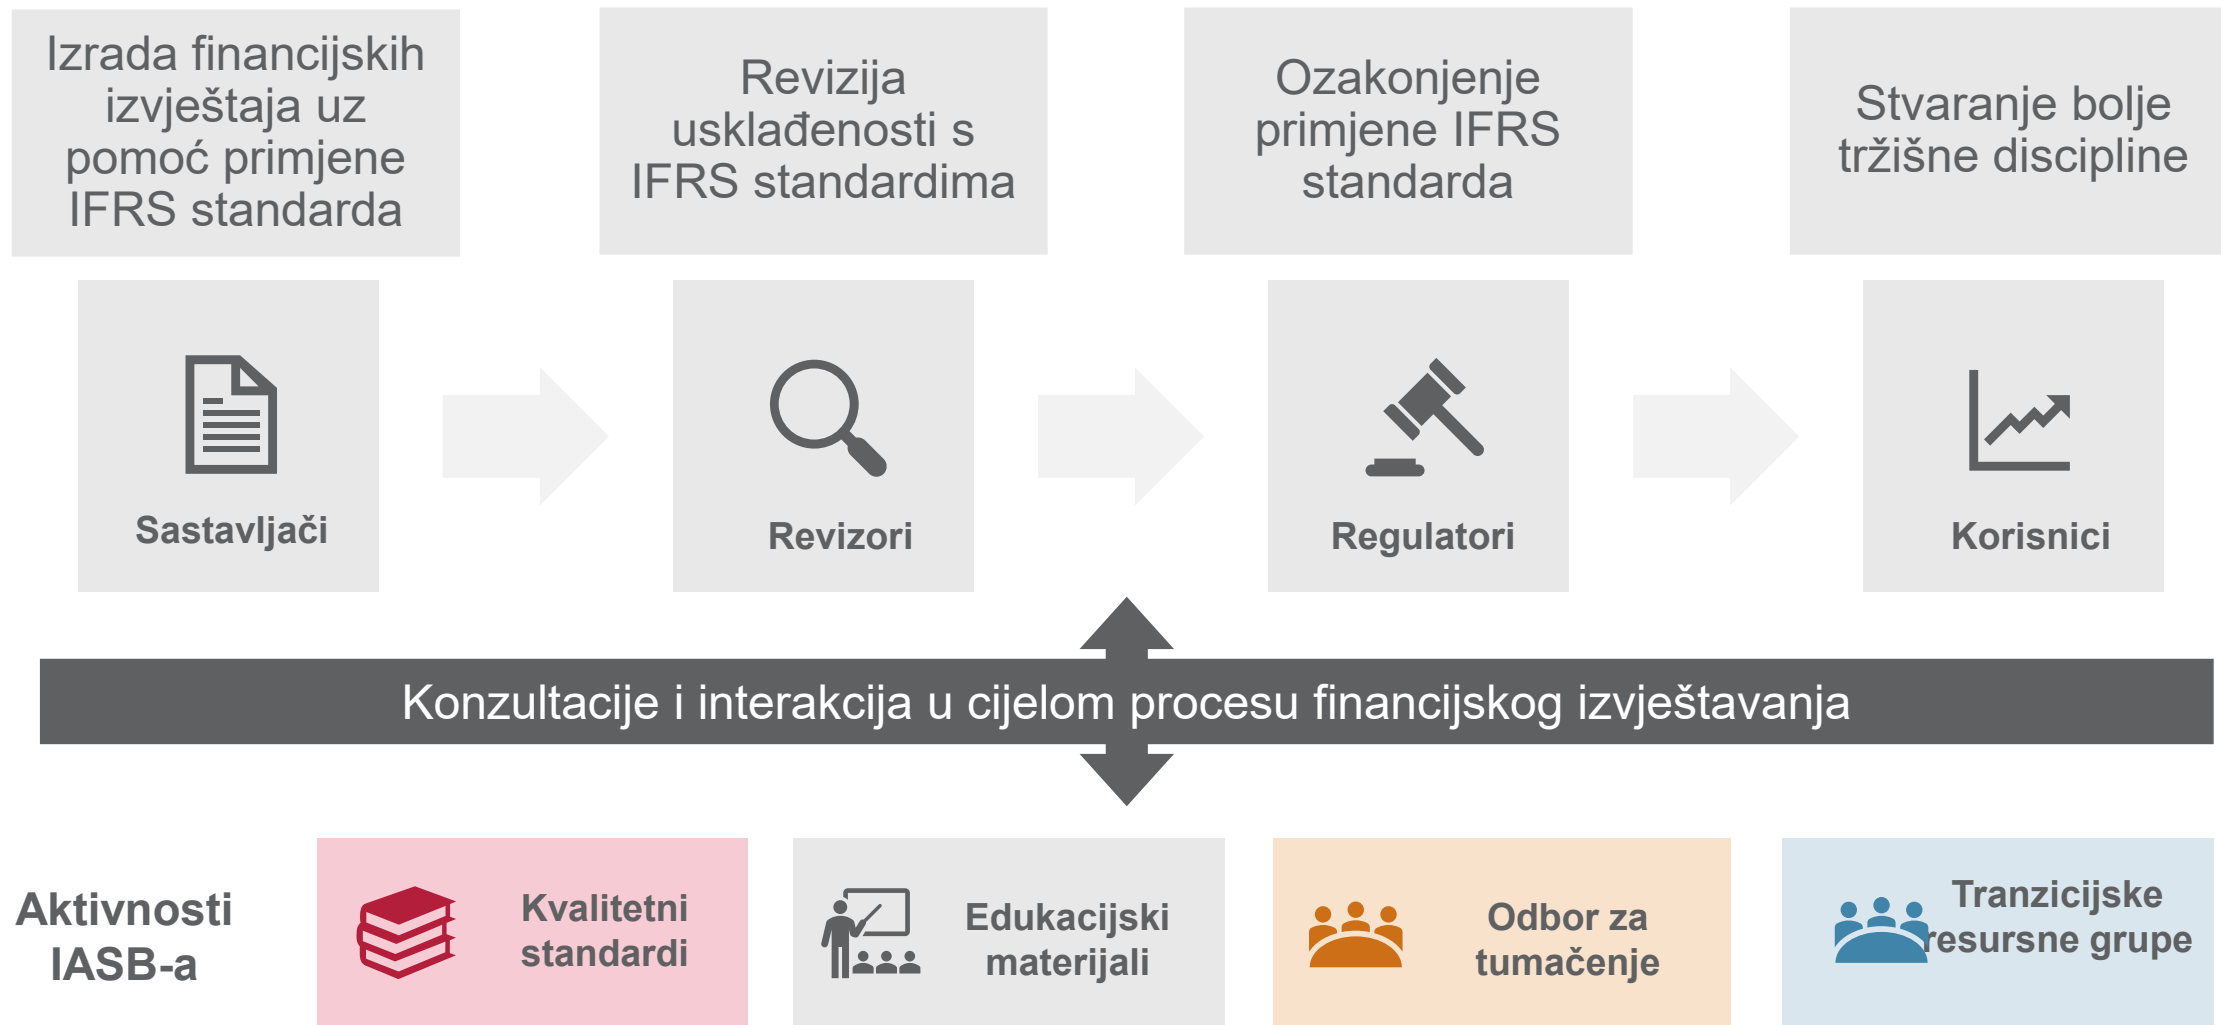 Izrada financijskih
izvještaja uz
pomoć primjene
IFRS standarda
Revizija
usklađenosti s
IFRS standardima
Ozakonjenje
primjene IFRS
standarda
Stvaranje bolje
tržišne discipline
Sastavljači
Revizori
Regulatori
Korisnici
Konzultacije i interakcija u cijelom procesu financijskog izvještavanja
Aktivnosti
IASB-a
Kvalitetni
standardi
Edukacijski
materijali
Odbor za
tumačenje
Tranzicijske
resursne grupe